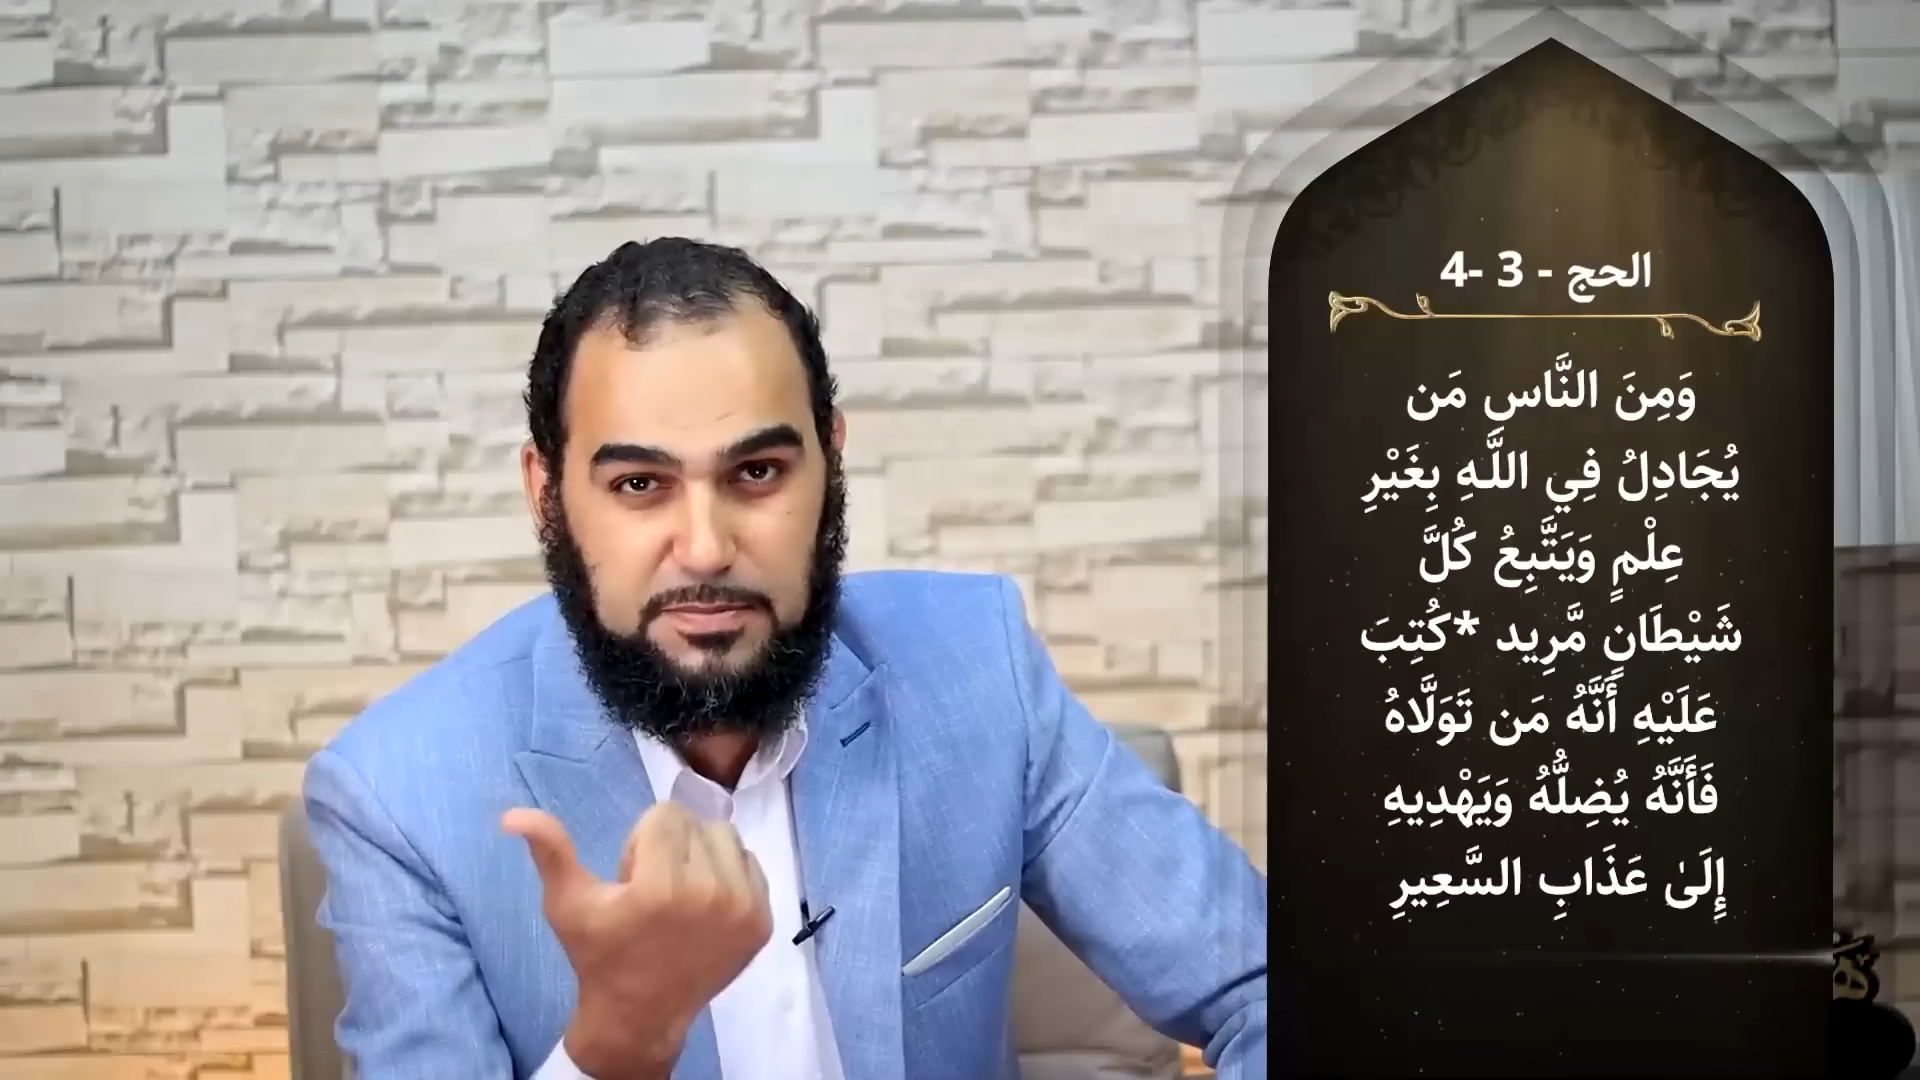 الحج - 3 -4
وَمِنَ النَّاسِ مَن
يُجَادِلُ فِي اللَّهِ بِغَيْرِ
عِلْمٍ وَيَتَّبِعُ كُلَّ
شَيْطَانٍ مَّرِيد *كُتِبَ
عَلَيْهِ أَنَّهُ مَن تَوَلَّاهُ
فَأَنَّهُ يُضِلُّهُ وَيَهْدِيهِ
إِلَىٰ عَذَابِ السَّعِيرِ